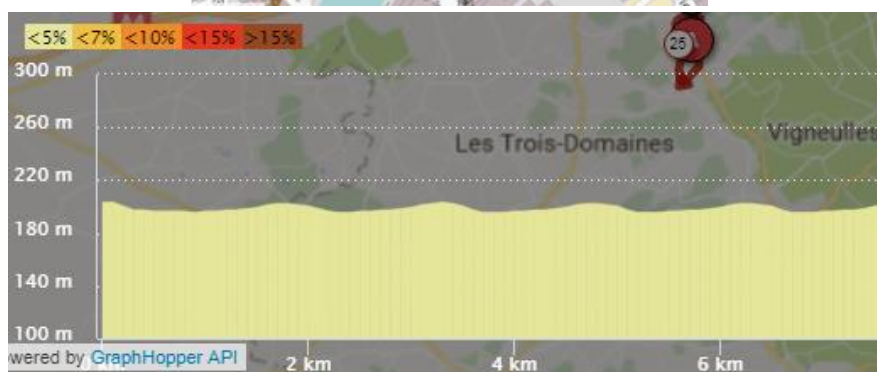 <5% <7% <10% <15% >15%
25
300 m
260 m
Les Trois-Domaines
Vigneulles
220 m
180 m
140 m
100 m
wered by GraphHopper API
2 km
4 km
6 km